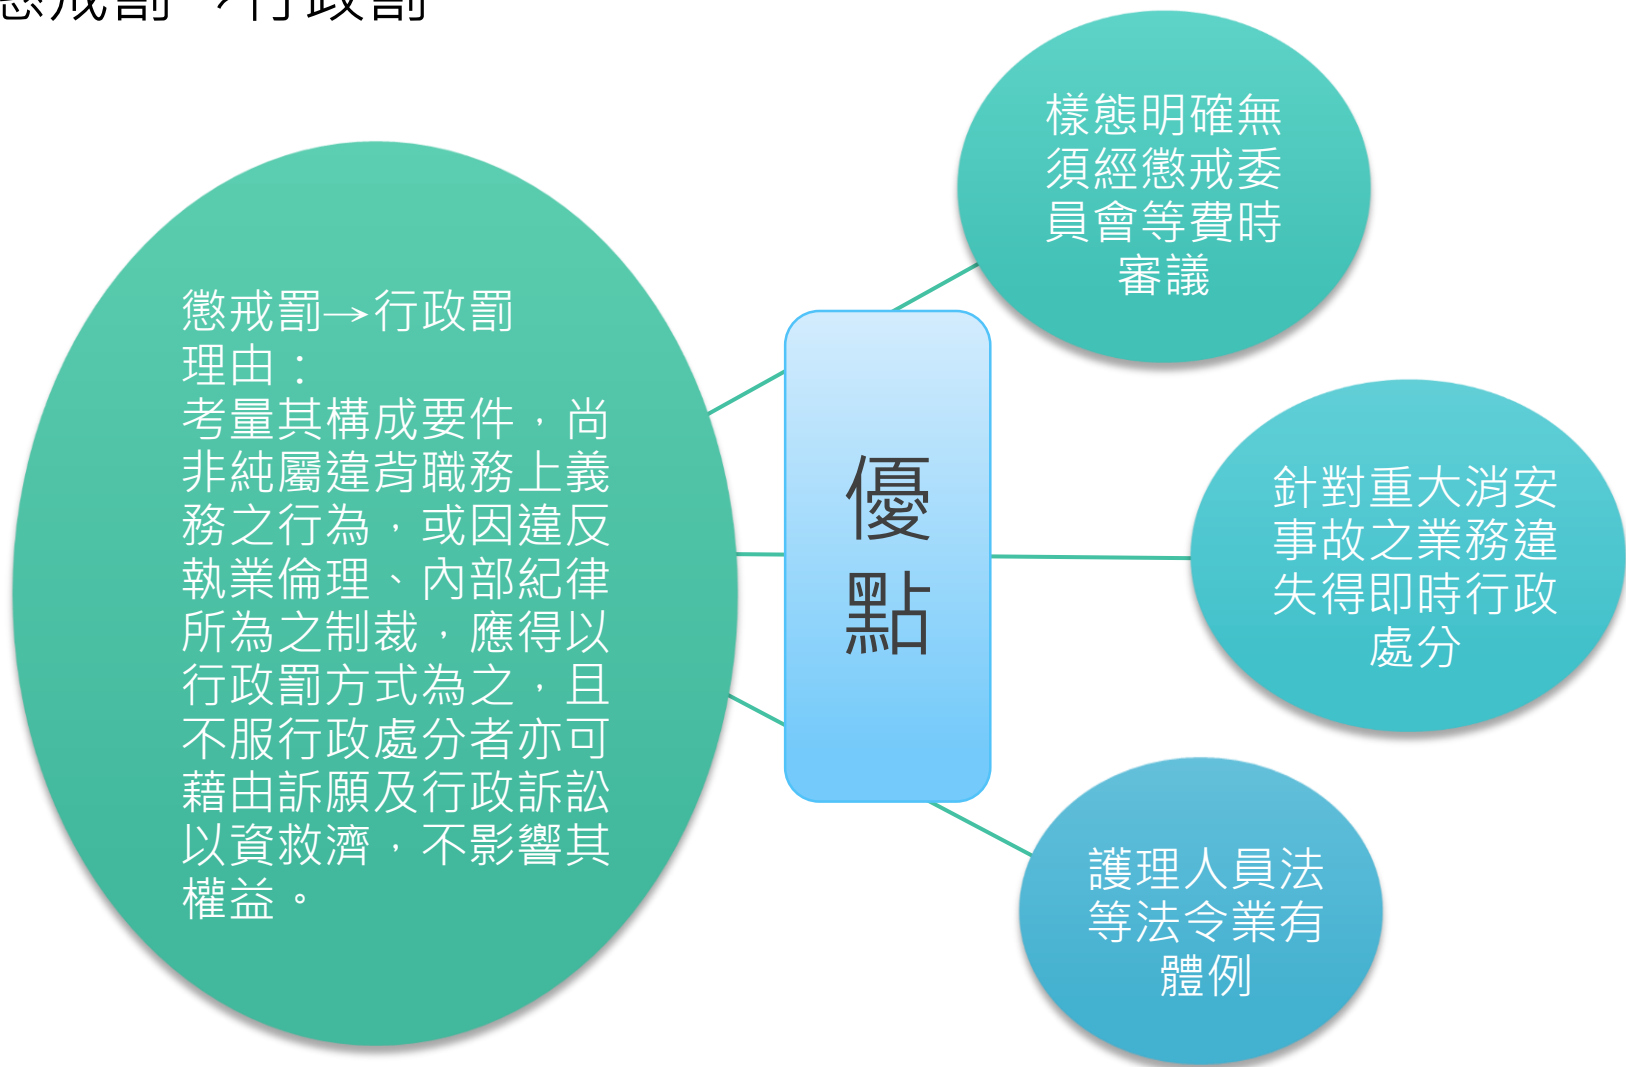 懲戒罰→行政罰
懲戒罰→行政罰
理由：
考量其構成要件，尚
非純屬違背職務上義
務之行為，或因違反
執業倫理、內部紀律
所為之制裁，應得以
行政罰方式為之，且
不服行政處分者亦可
藉由訴願及行政訴訟
以資救濟，不影響其
權益。
優
點
樣態明確無
須經懲戒委
員會等費時
審議
針對重大消安
事故之業務違
失得即時行政
處分
護理人員法
等法令業有
體例